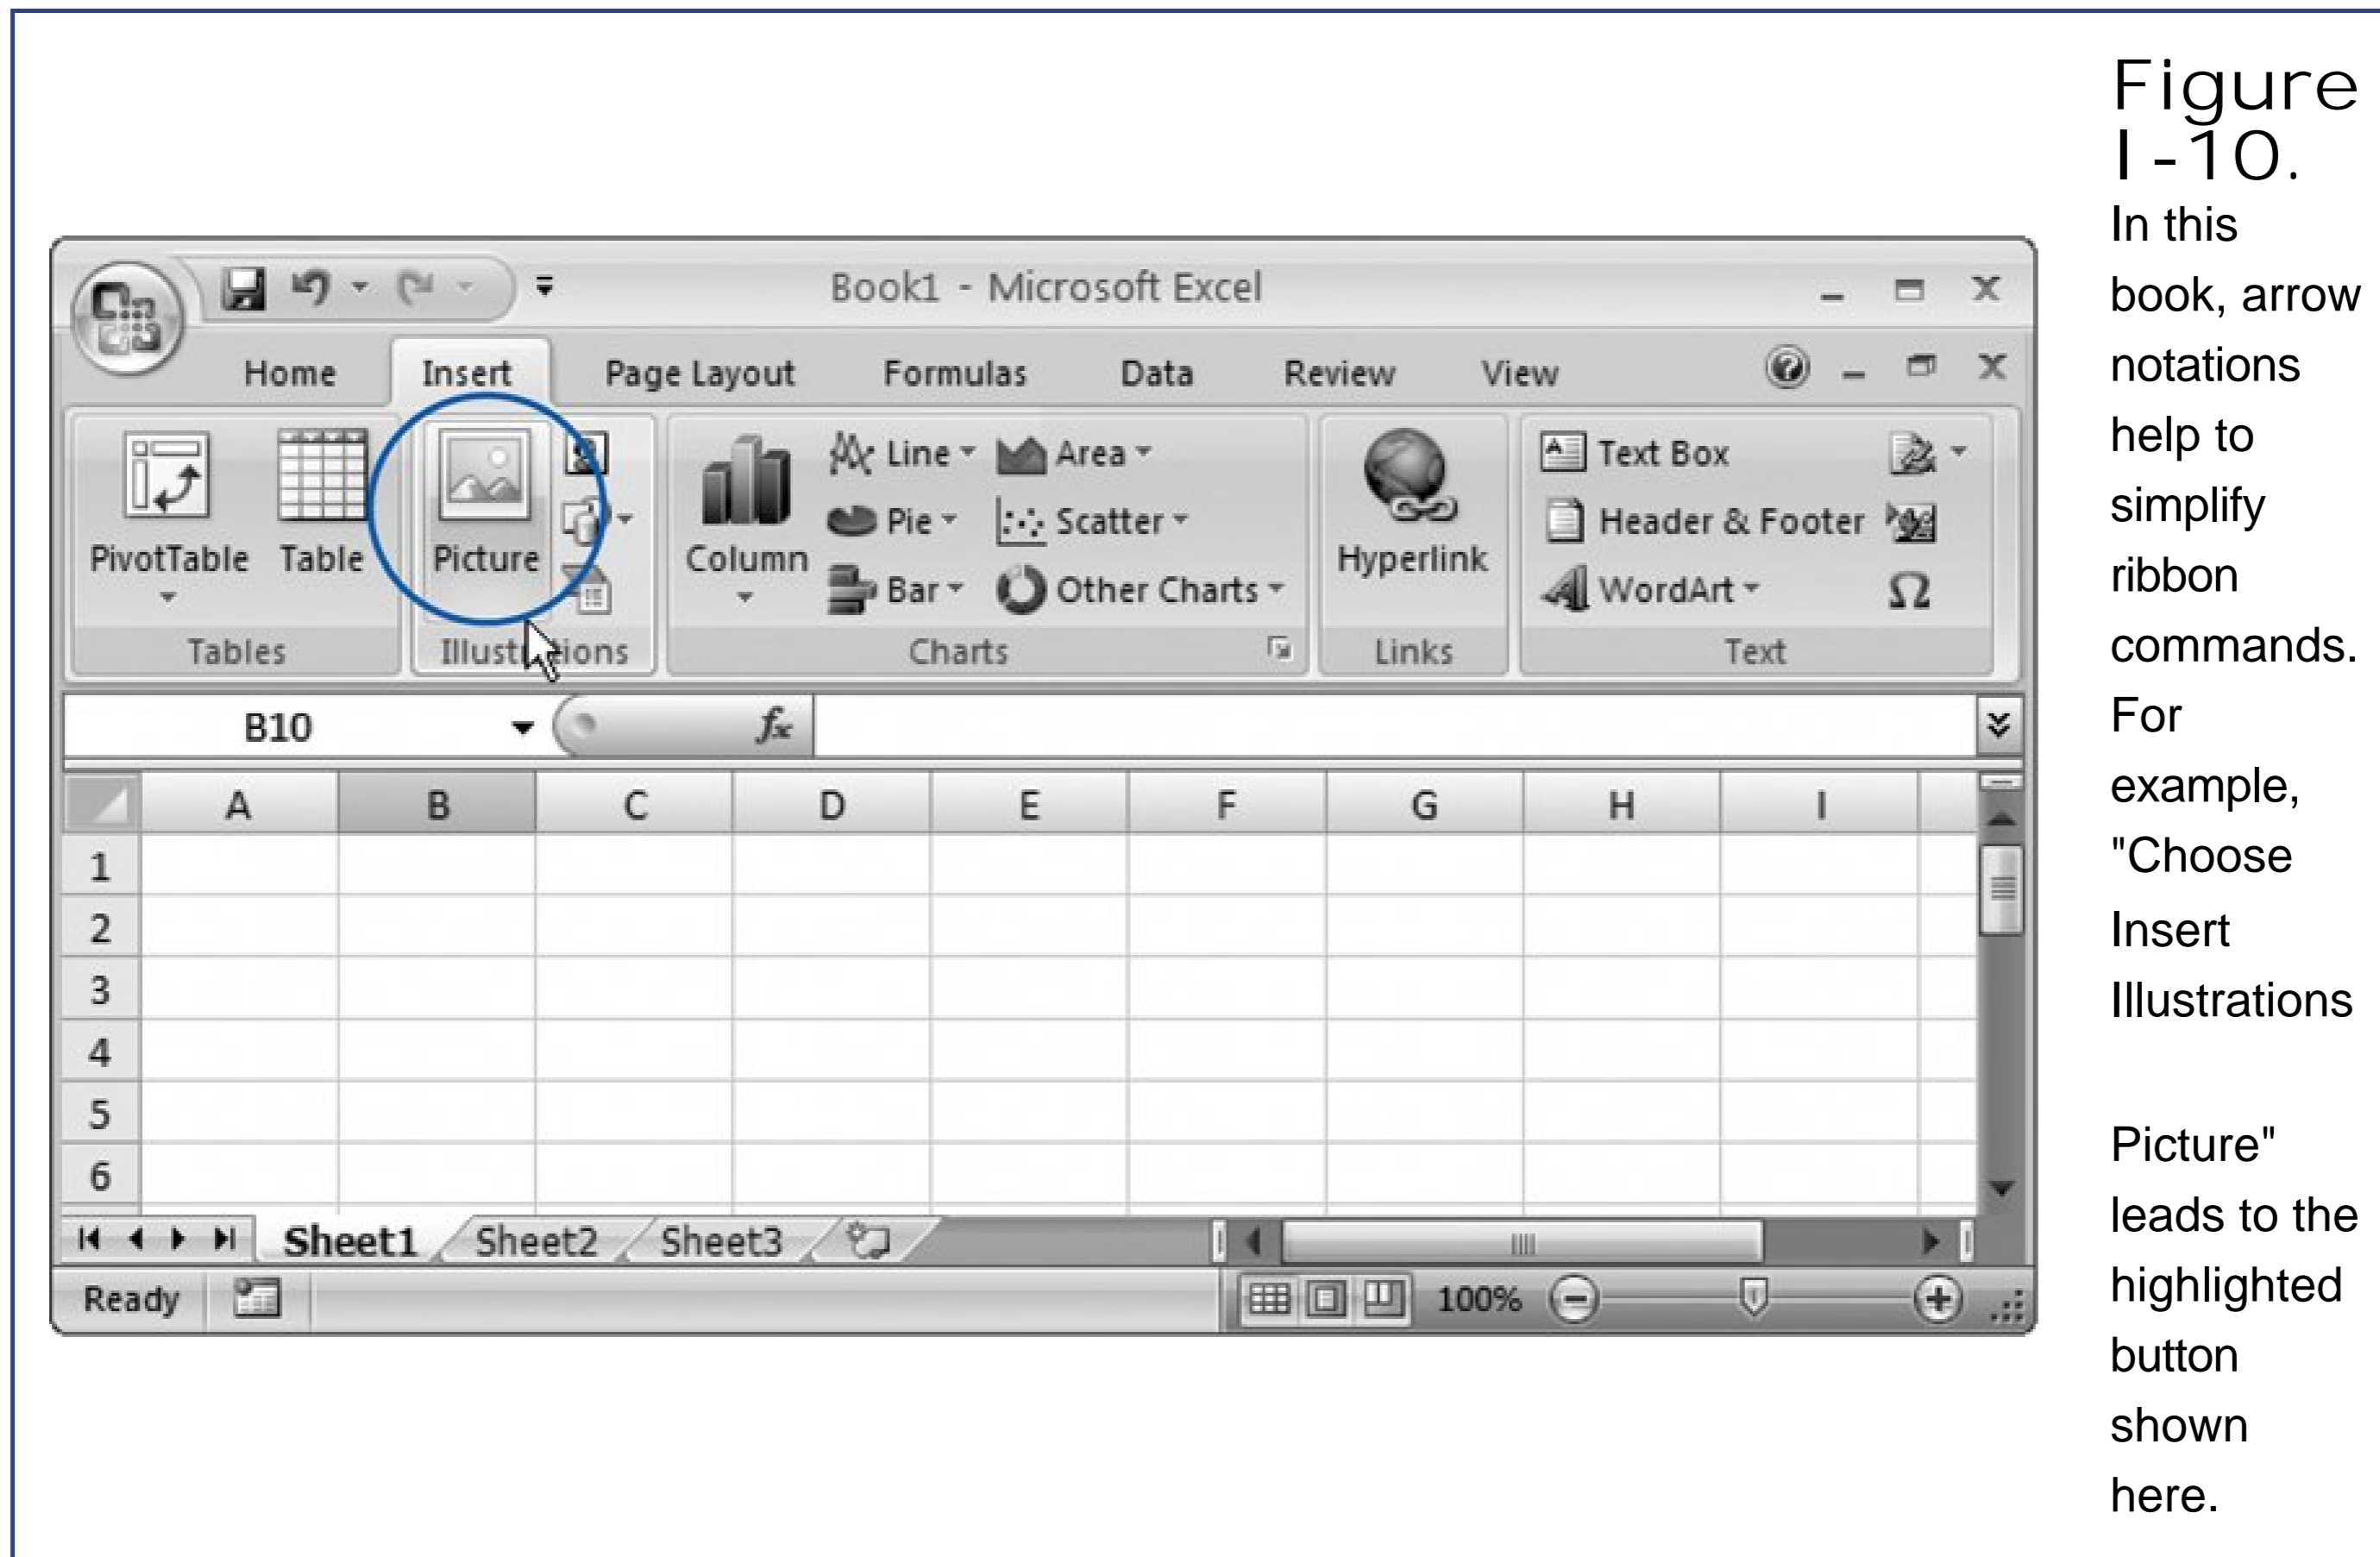 Book1 - Microsoft Excel
Home Insert Page Layout Formulas Data Review View
PivotTable Table Picture Column Line Area Pie Scatter Bar Other Charts Hyperlink Text Box Header & Footer WordArt Ω
Tables Illustrations Charts Links Text
B10 fx
A B C D E F G H I
1
2
3
4
5
6
Sheet1 Sheet2 Sheet3
Ready 100%
Figure
I-10.
In this
book, arrow
notations
help to
simplify
ribbon
commands.
For
example,
"Choose
Insert
Illustrations
Picture"
leads to the
highlighted
button
shown
here.